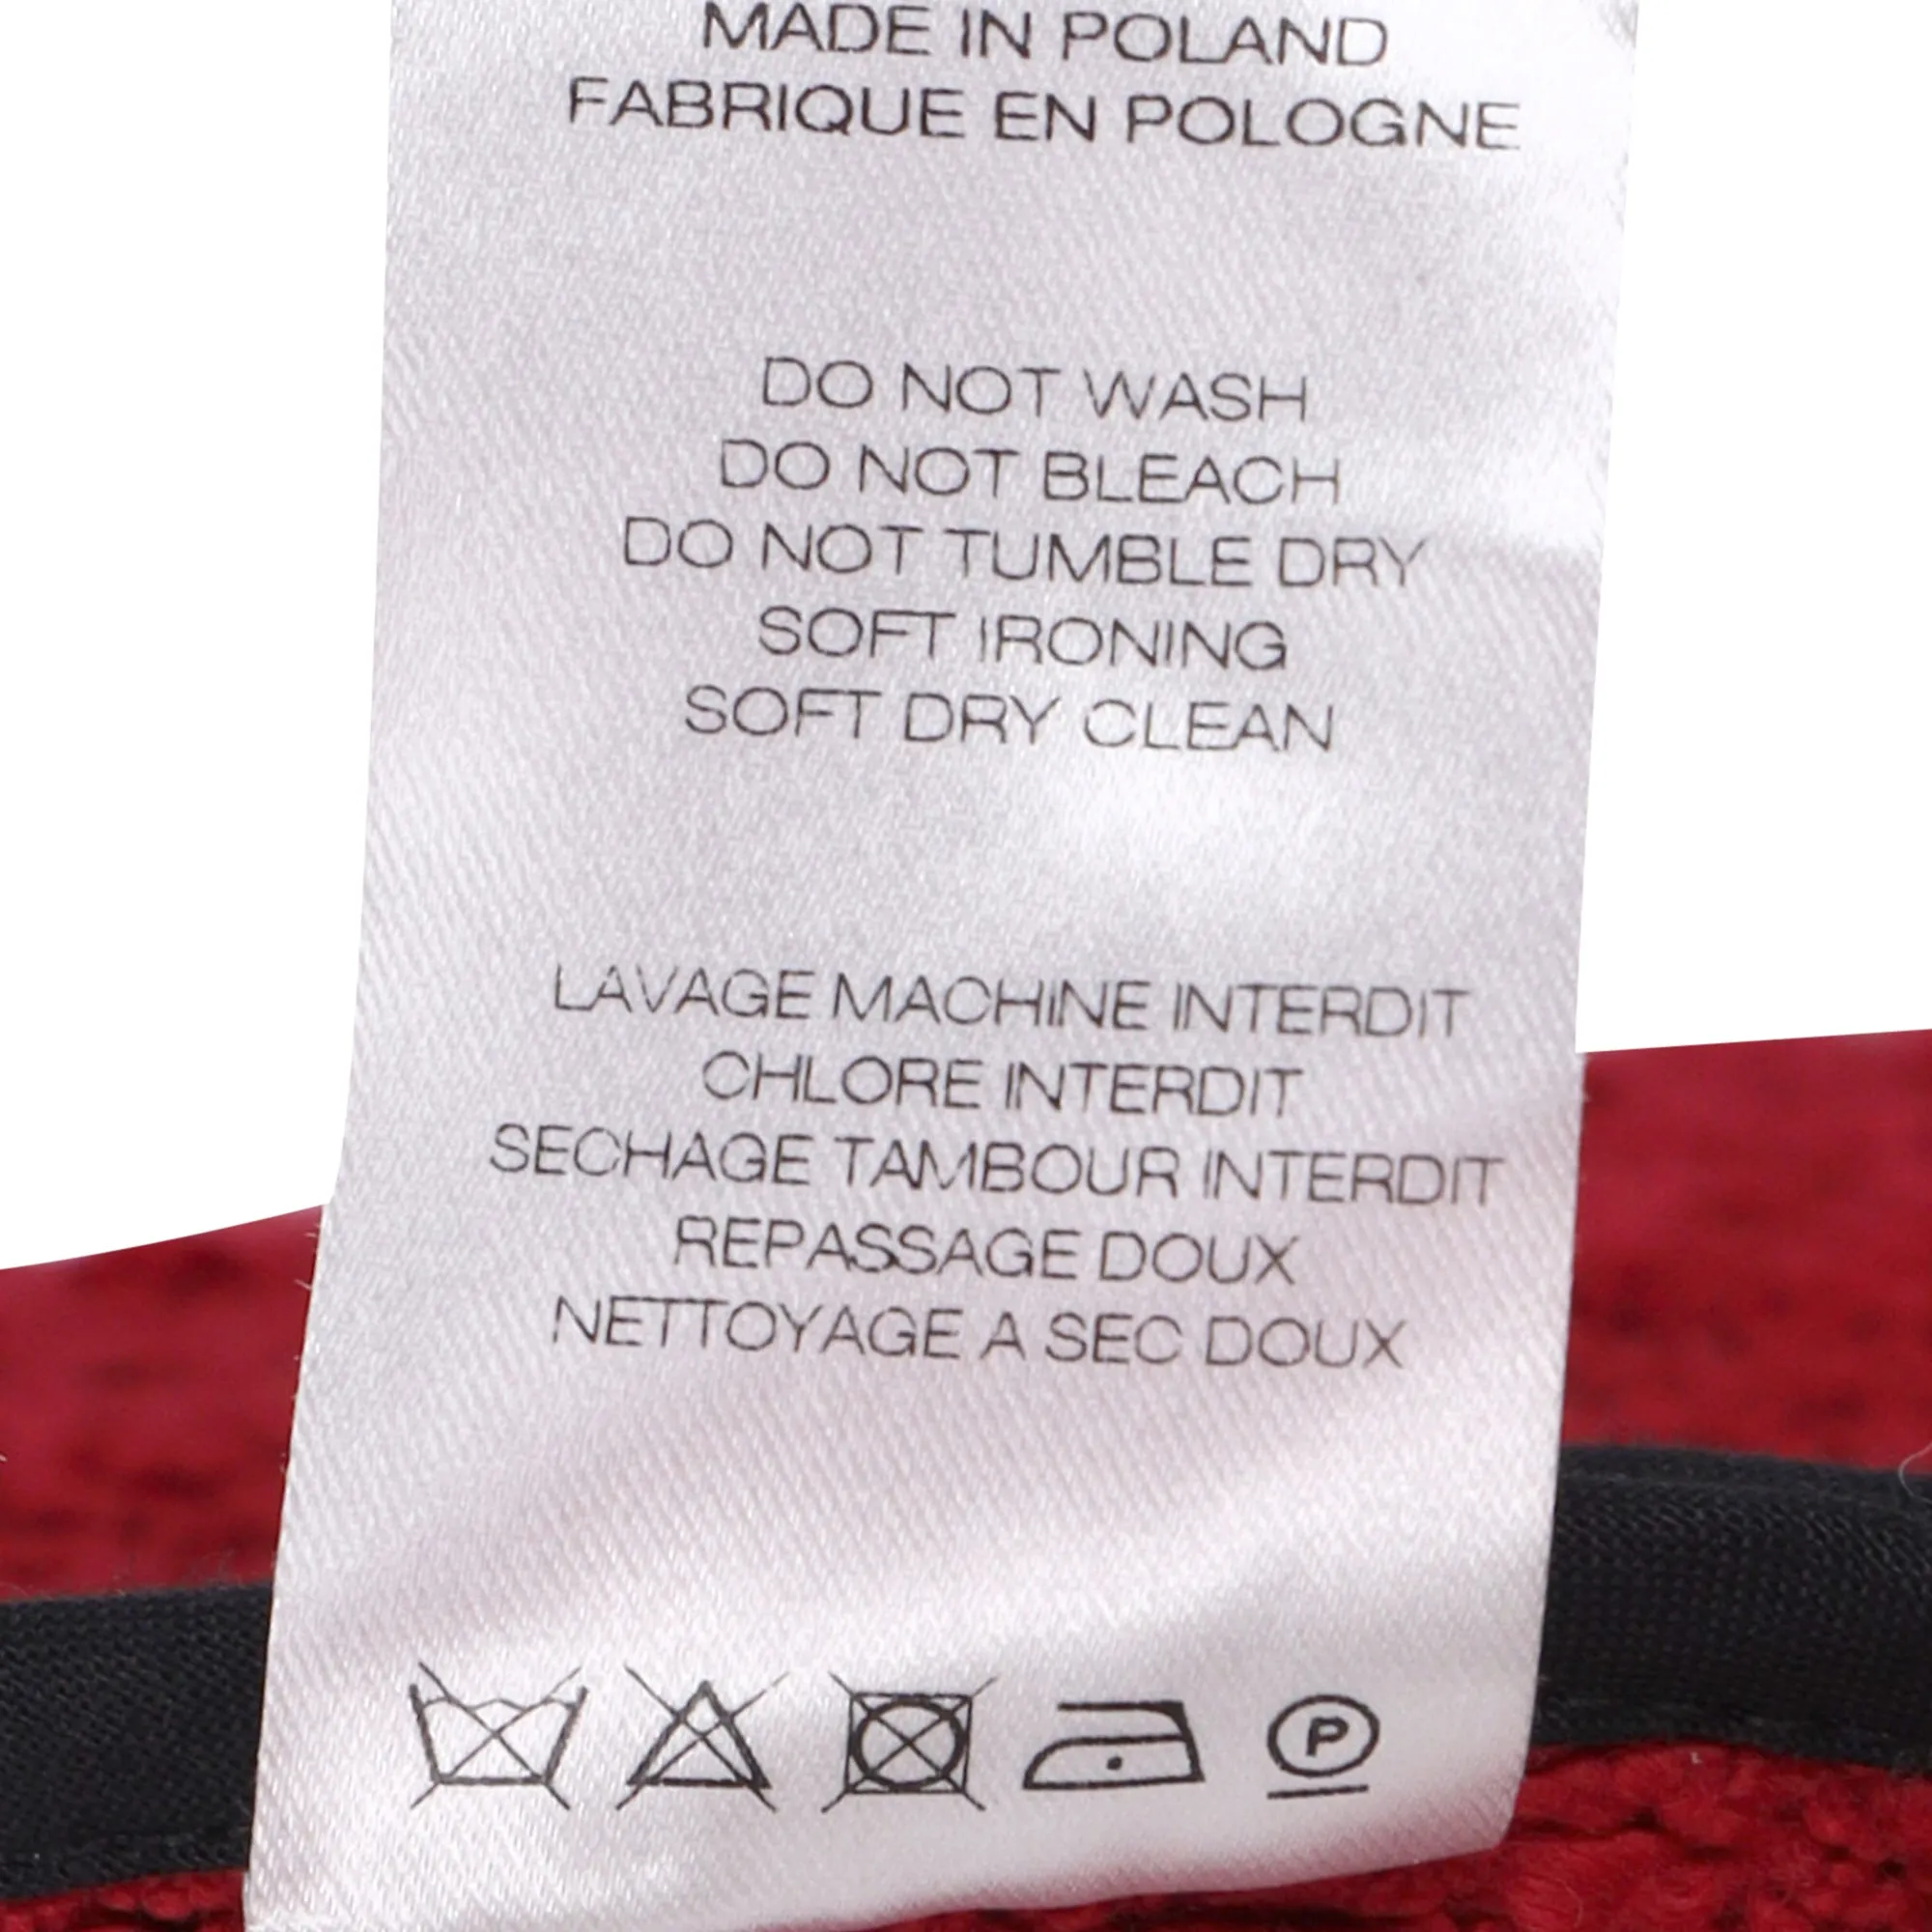 MADE IN POLAND
FABRIQUE EN POLOGNE
DO NOT WASH
DO NOT BLEACH
DO NOT TUMBLE DRY
SOFT IRONING
SOFT DRY CLEAN
LAVAGE MACHINE INTERDIT
CHLORE INTERDIT
SECHAGE TAMBOUR INTERDIT
REPASSAGE DOUX
NETTOYAGE A SEC DOUX
P